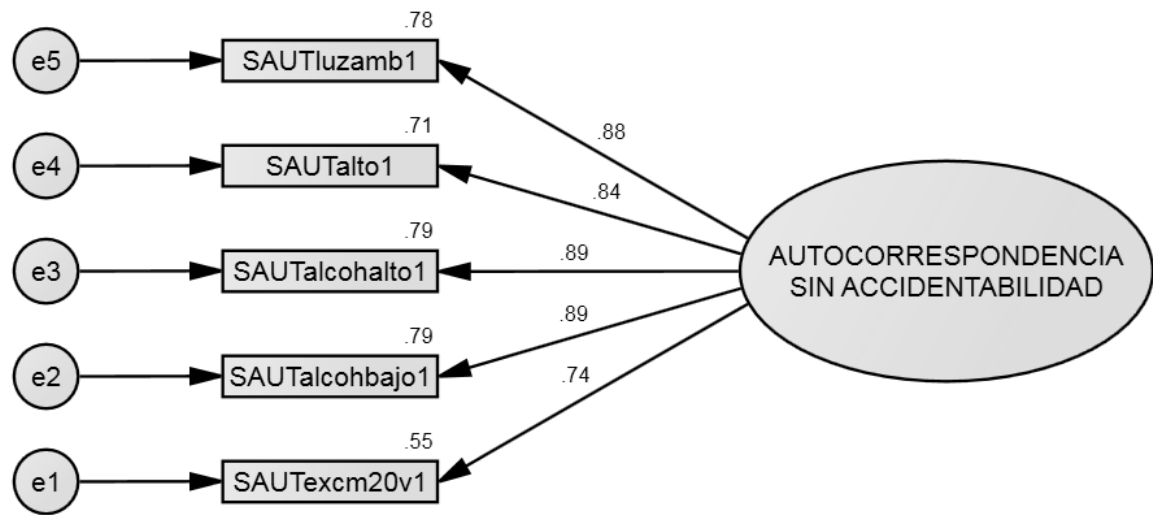 .78
e5
SAUTluzamb1
.88
.71
e4
SAUTalto1
.84
.79
e3
SAUTalcohalto1
.89
AUTOCORRESPONDENCIA
SIN ACCIDENTABILIDAD
.79
e2
SAUTalcohbajo1
.89
.74
.55
e1
SAUTexcm20v1